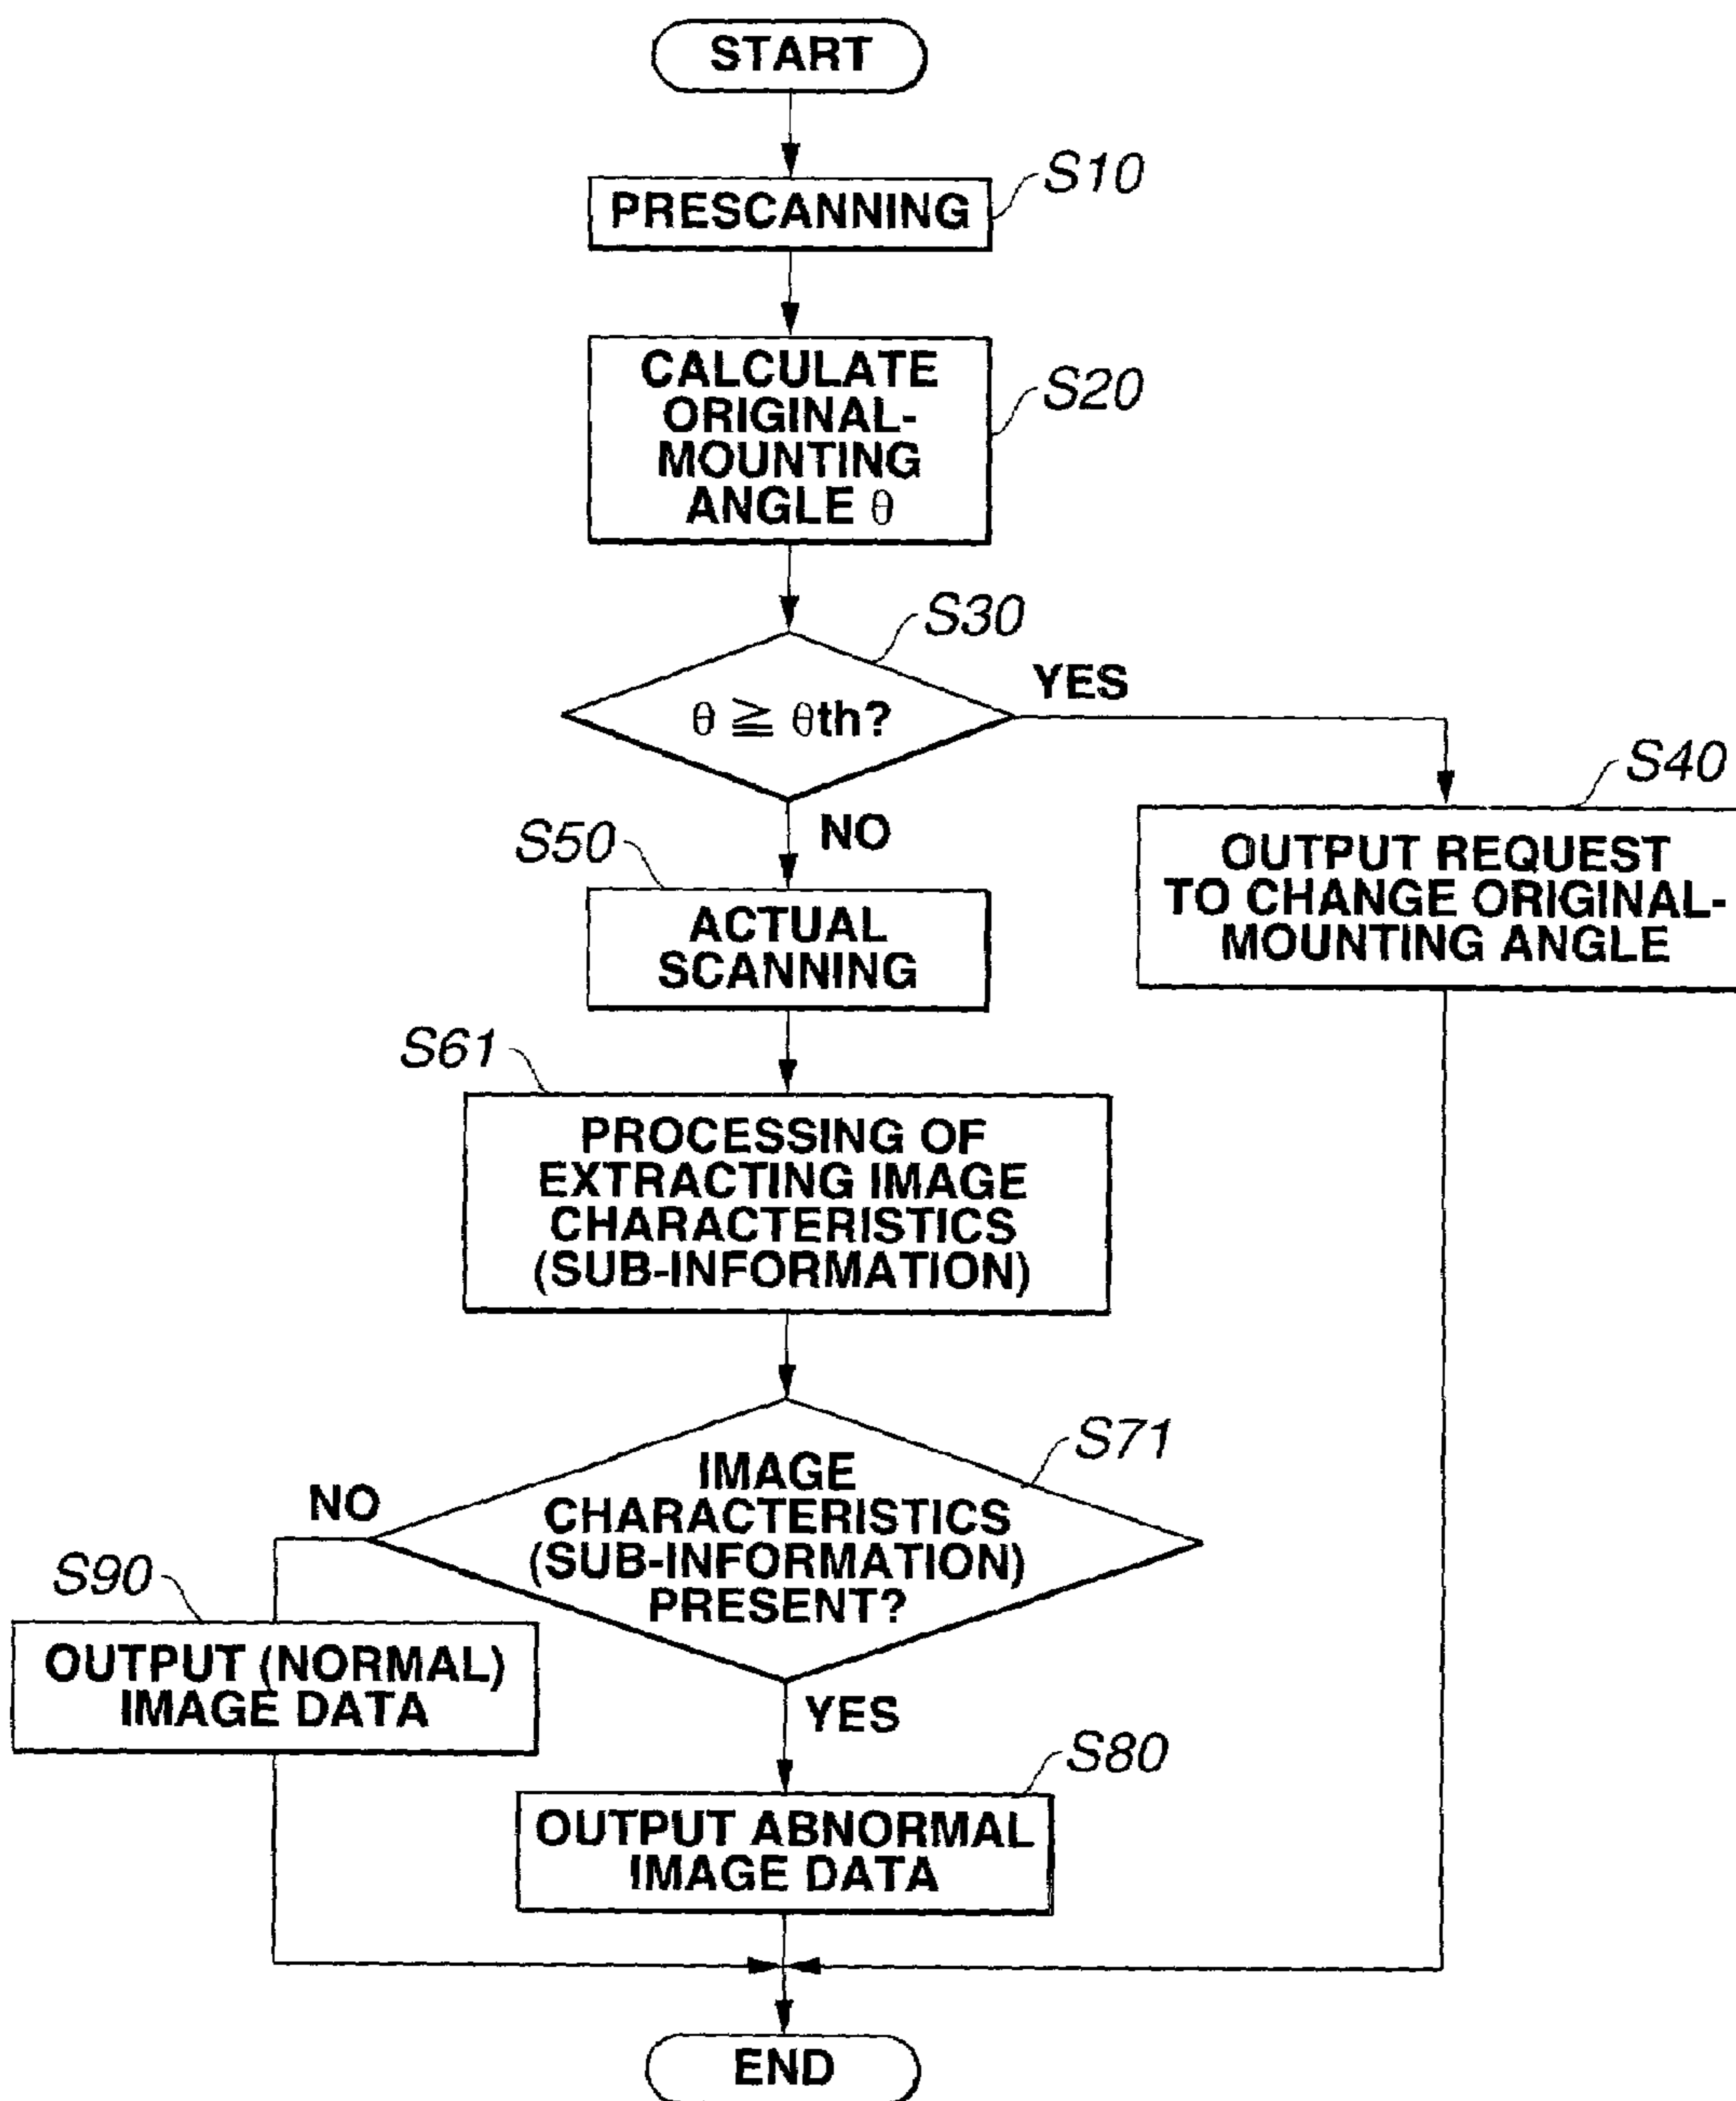 START
PRESCANNING
S10
CALCULATE
ORIGINAL-
MOUNTING
ANGLE θ
S20
S30
θ ≧ θth?
YES
NO
S40
OUTPUT REQUEST
TO CHANGE ORIGINAL-
MOUNTING ANGLE
S50
ACTUAL
SCANNING
S61
PROCESSING OF
EXTRACTING IMAGE
CHARACTERISTICS
(SUB-INFORMATION)
S71
IMAGE
CHARACTERISTICS
(SUB-INFORMATION)
PRESENT?
NO
YES
S90
OUTPUT (NORMAL)
IMAGE DATA
S80
OUTPUT ABNORMAL
IMAGE DATA
END